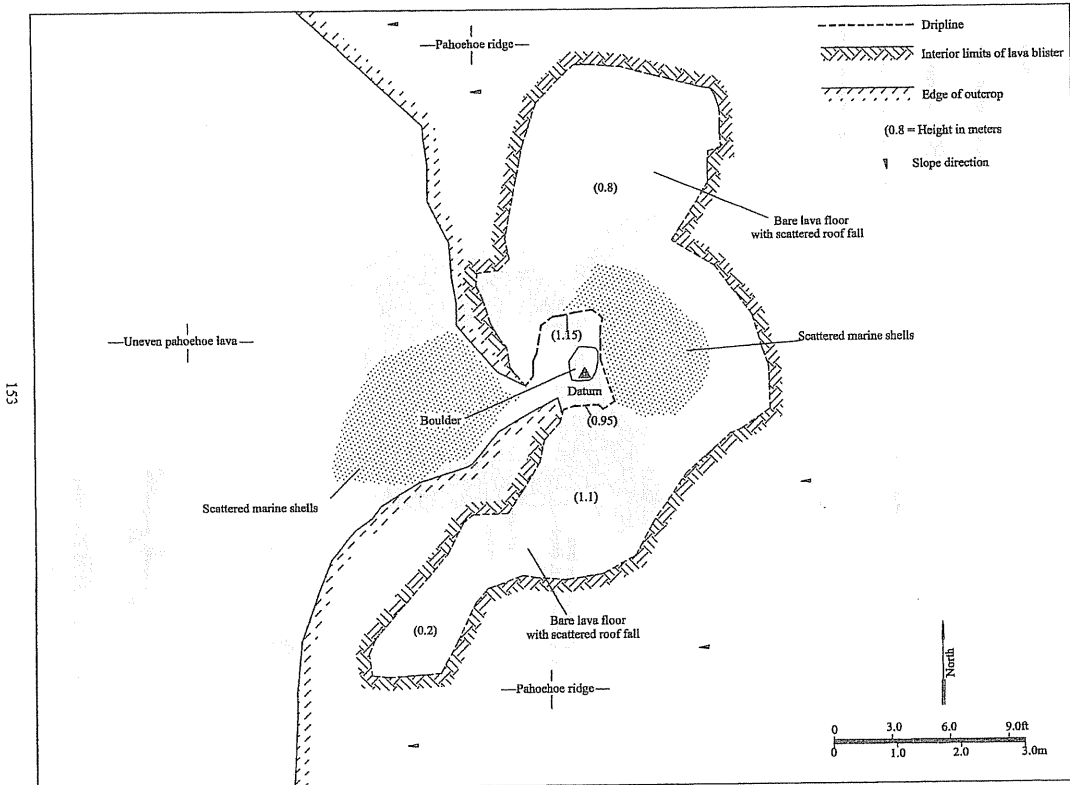 Dripline
Pahoehoe ridge
Interior limits of lava blister
Edge of outcrop
(0.8 = Height in meters
Slope direction
(0.8)
Bare lava floor
with scattered roof fall
Uneven pahoehoe lava
(1.15)
Scattered marine shells
153
Datum
Boulder
(0.95)
(1.1)
Scattered marine shells
Bare lava floor
with scattered roof fall
(0.2)
Pahoehoe ridge
North
0 3.0 6.0 9.0ft
0 1.0 2.0 3.0m